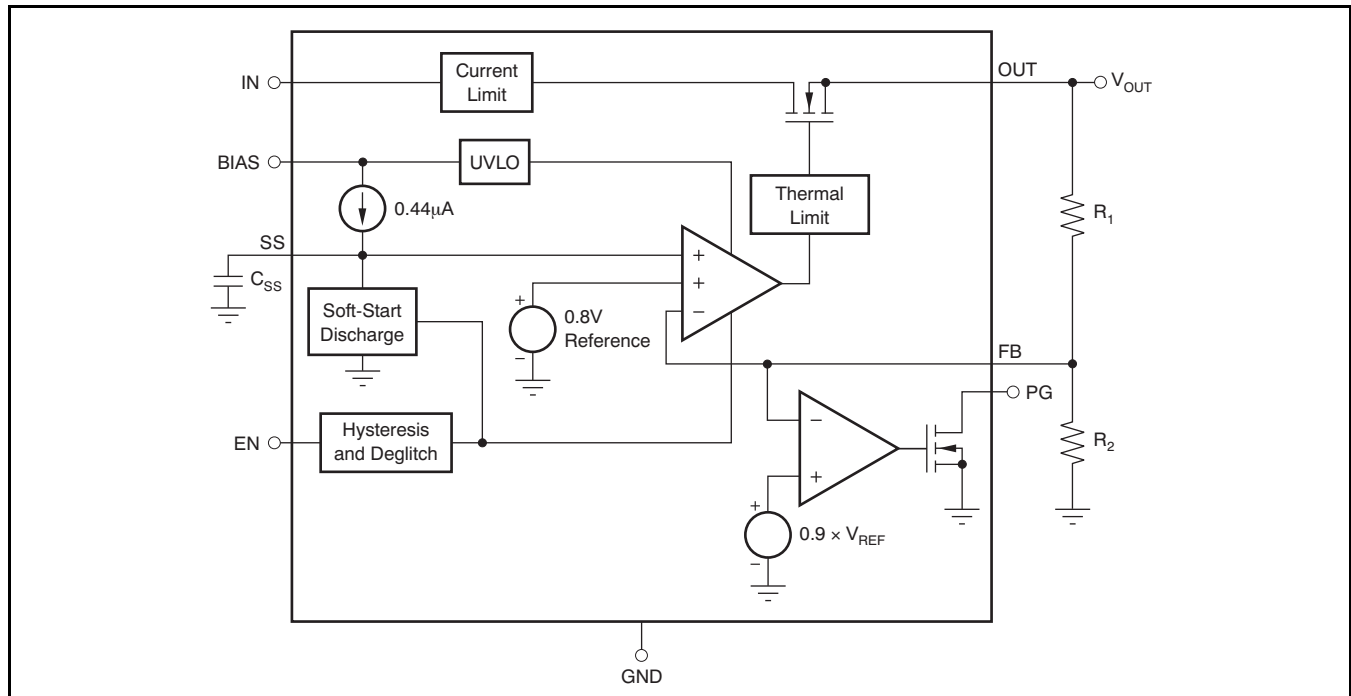 IN
Current
Limit
OUT
V_OUT
BIAS
UVLO
0.44μA
Thermal
Limit
R_1
SS
C_SS
+
+
−
Soft-Start
Discharge
+
0.8V
Reference
−
FB
PG
EN
Hysteresis
and Deglitch
−
+
R_2
+
0.9 × V_REF
−
GND